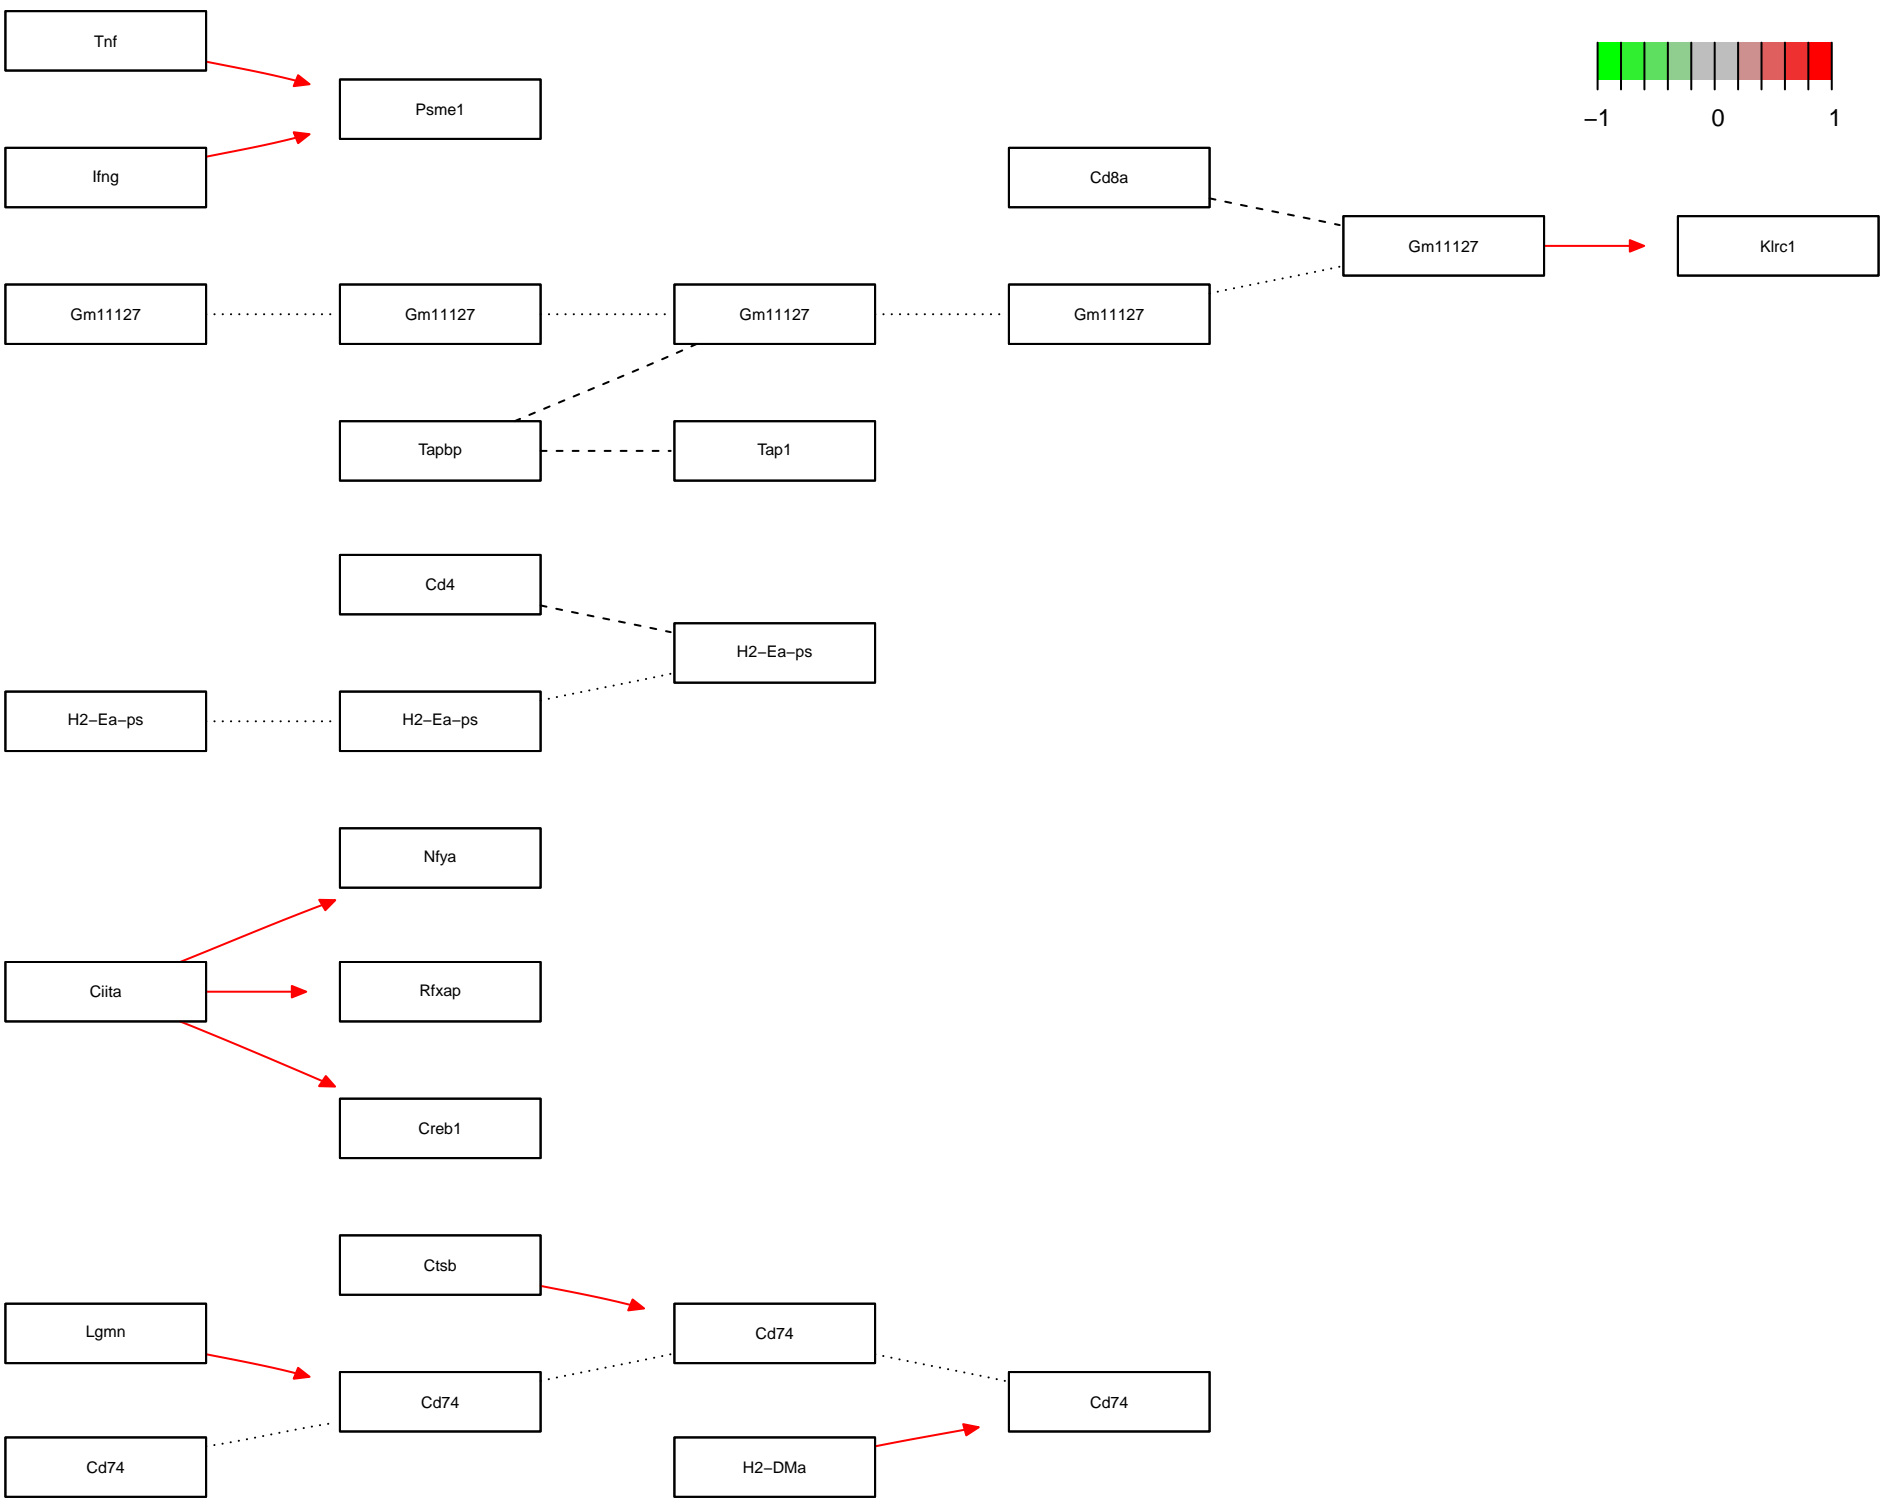 Tnf
Psme1
−1 0 1
Ifng
Cd8a
Gm11127
Klrc1
Gm11127
Gm11127
Gm11127
Gm11127
Tapbp
Tap1
Cd4
H2−Ea−ps
H2−Ea−ps
H2−Ea−ps
Nfya
Ciita
Rfxap
Creb1
Ctsb
Lgmn
Cd74
Cd74
Cd74
Cd74
H2−DMa